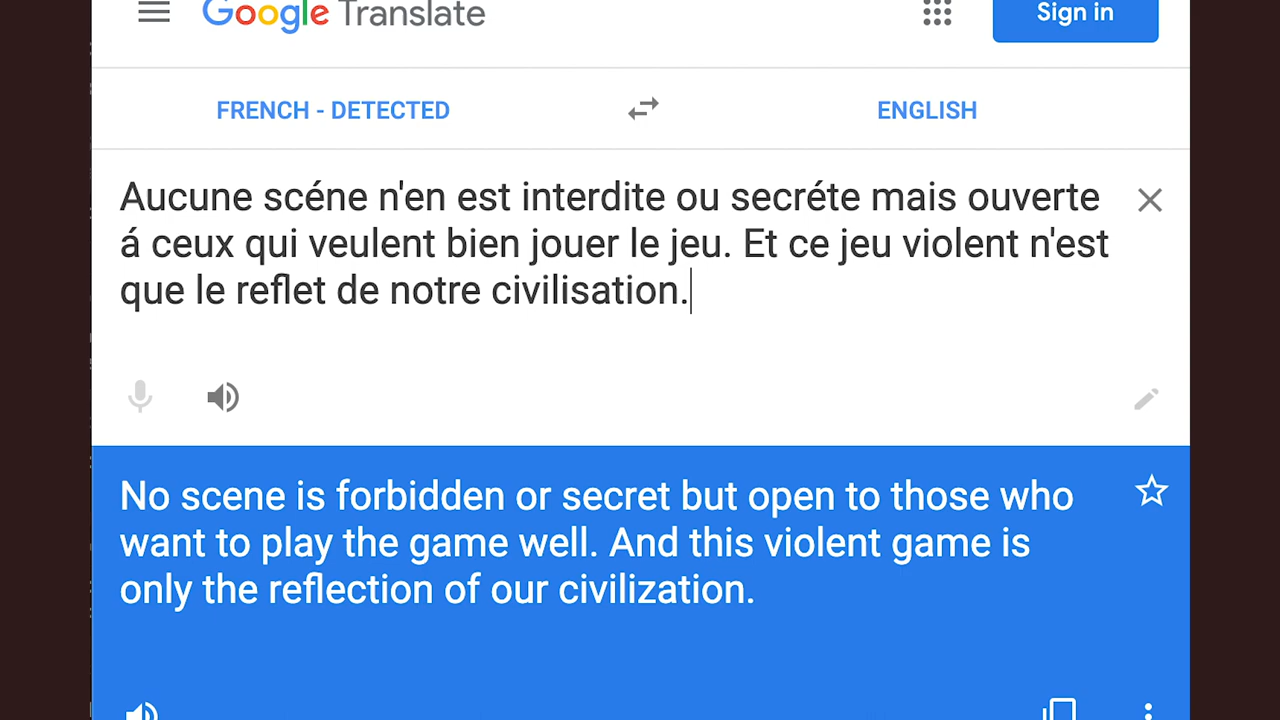 Google Translate
Sign in
FRENCH - DETECTED
ENGLISH
Aucune scéne n'en est interdite ou secréte mais ouverte
á ceux qui veulent bien jouer le jeu. Et ce jeu violent n'est
que le reflet de notre civilisation.
No scene is forbidden or secret but open to those who
want to play the game well. And this violent game is
only the reflection of our civilization.